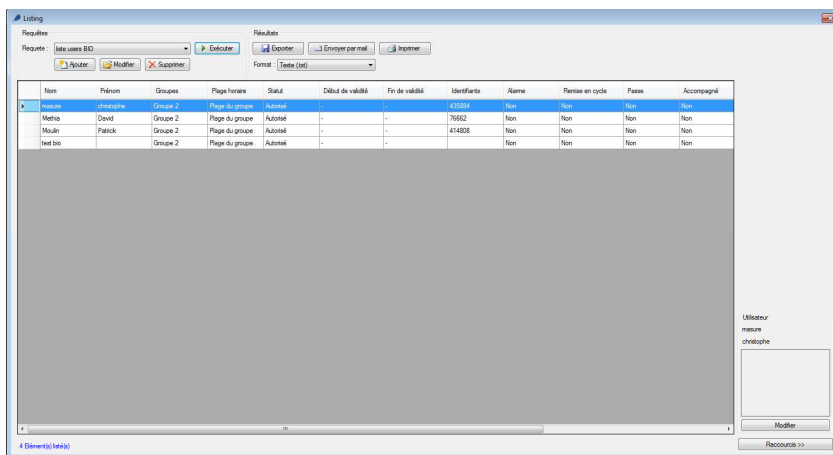 Listing
Requêtes
Résultats
Requete : liste users BIO Exécuter Exporter Envoyer par mail Imprimer
Ajouter Modifier Supprimer Format : Texte (.txt)
Nom Prénom Groupes Plage horaire Statut Début de validité Fin de validité Identifiants Alarme Remise en cycle Passe Accompagné
masure christophe Groupe 2 Plage du groupe Autorisé - - 435884 Non Non Non Non
Methia David Groupe 2 Plage du groupe Autorisé - - 76662 Non Non Non Non
Moulin Patrick Groupe 2 Plage du groupe Autorisé - - 414808 Non Non Non Non
test bio Groupe 2 Plage du groupe Autorisé - - Non Non Non Non
Utilisateur
masure
christophe
Modifier
4 Elément(s) listé(s)
Raccourcis >>